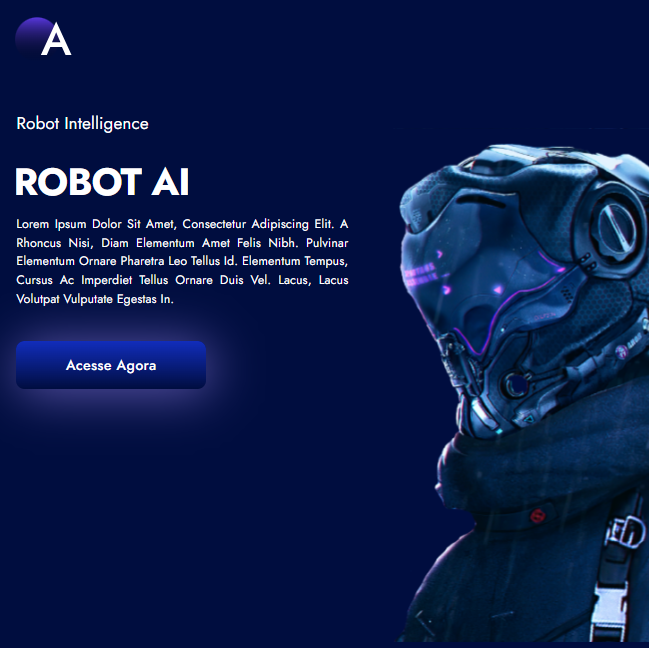 A
Robot Intelligence
ROBOT AI
Lorem Ipsum Dolor Sit Amet, Consectetur Adipiscing Elit. A
Rhoncus Nisi, Diam Elementum Amet Felis Nibh. Pulvinar
Elementum Ornare Pharetra Leo Tellus Id. Elementum Tempus,
Cursus Ac Imperdiet Tellus Ornare Duis Vel. Lacus, Lacus
Volutpat Vulputate Egestas In.
Acesse Agora